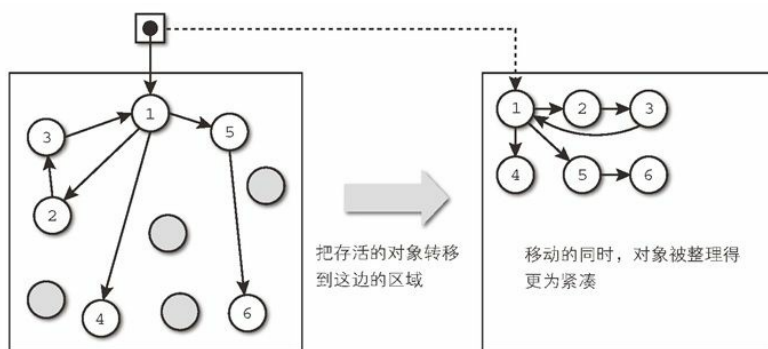 1
3
5
2
4
6
把存活的对象转移
到这边的区域
1 2 3
4 5 6
移动的同时，对象被整理得
更为紧凑